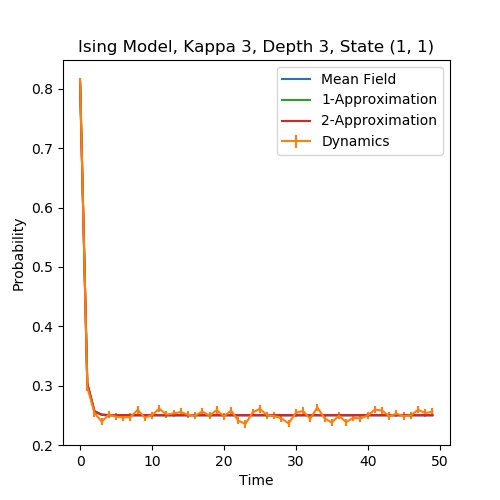 Ising Model, Kappa 3, Depth 3, State (1, 1)
Mean Field
1-Approximation
2-Approximation
Dynamics
Probability
0.8
0.7
0.6
0.5
0.4
0.3
0.2
0 10 20 30 40 50
Time